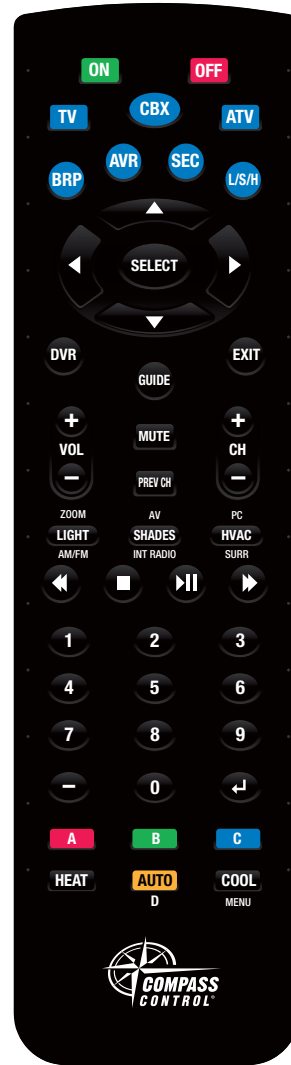 ON OFF
TV CBX ATV
BRP AVR SEC L/S/H
SELECT
DVR EXIT
GUIDE
+ +
VOL MUTE CH
− −
PREV CH
ZOOM AV PC
LIGHT SHADES HVAC
AM/FM INT RADIO SURR
1 2 3
4 5 6
7 8 9
− 0
A B C
HEAT AUTO COOL
D MENU
COMPASS
CONTROL®